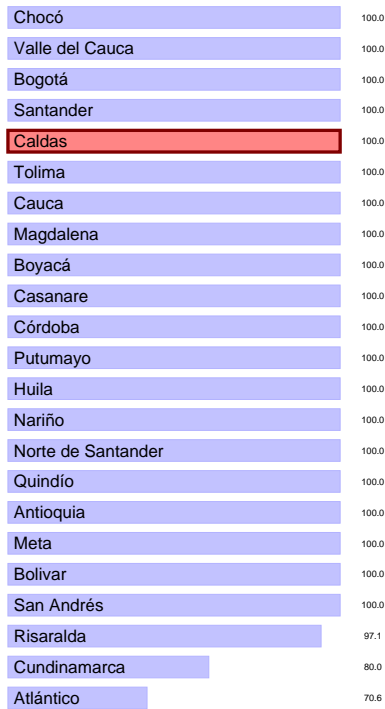 Chocó 100.0
Valle del Cauca 100.0
Bogotá 100.0
Santander 100.0
Caldas 100.0
Tolima 100.0
Cauca 100.0
Magdalena 100.0
Boyacá 100.0
Casanare 100.0
Córdoba 100.0
Putumayo 100.0
Huila 100.0
Nariño 100.0
Norte de Santander 100.0
Quindío 100.0
Antioquia 100.0
Meta 100.0
Bolivar 100.0
San Andrés 100.0
Risaralda 97.1
Cundinamarca 80.0
Atlántico 70.6